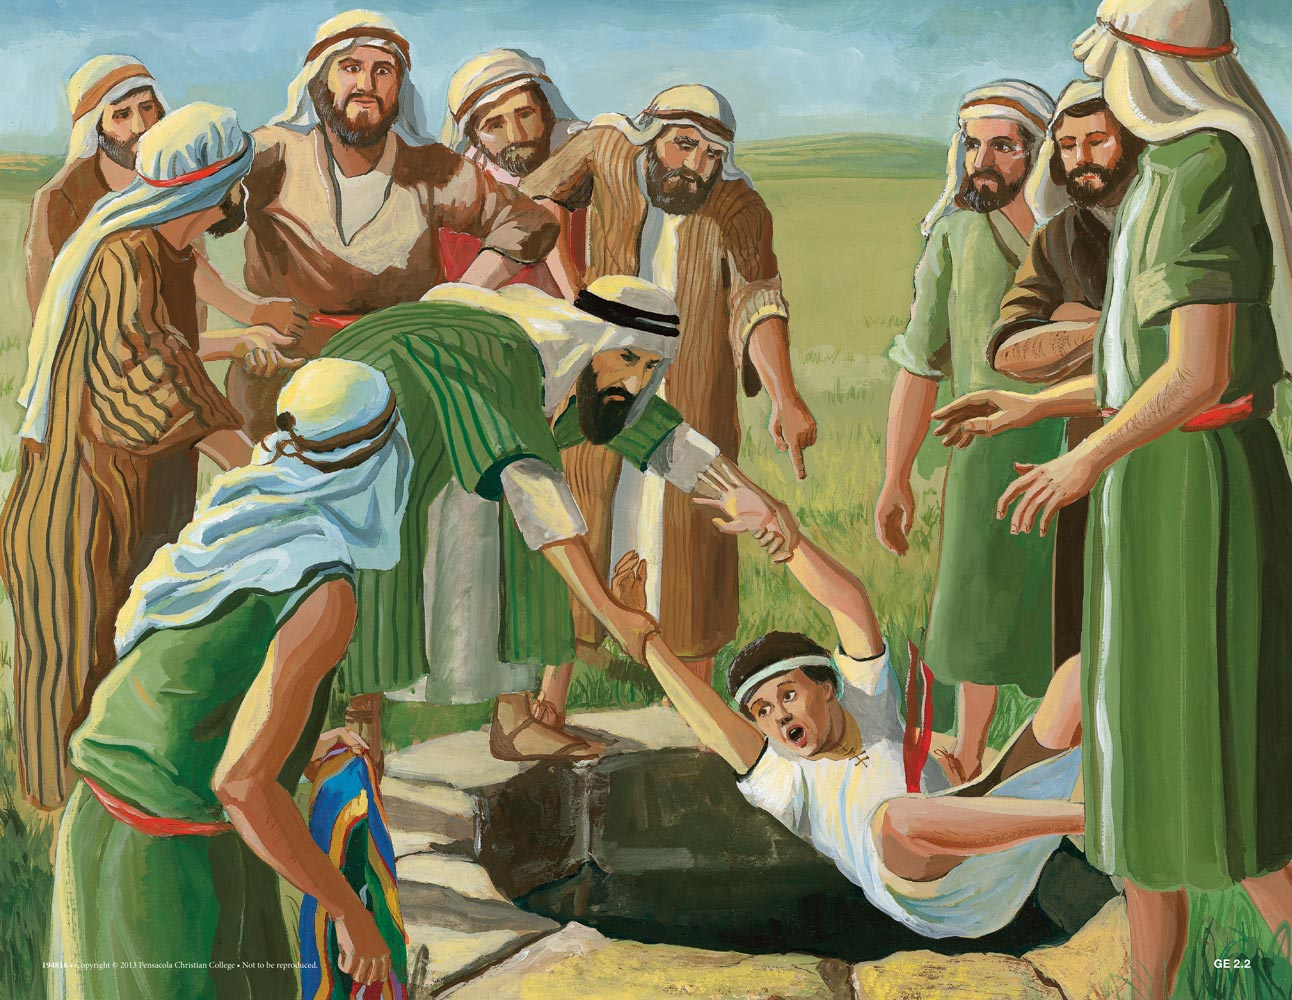 194816 • Copyright © 2013 Pensacola Christian College • Not to be reproduced.
GE 2.2